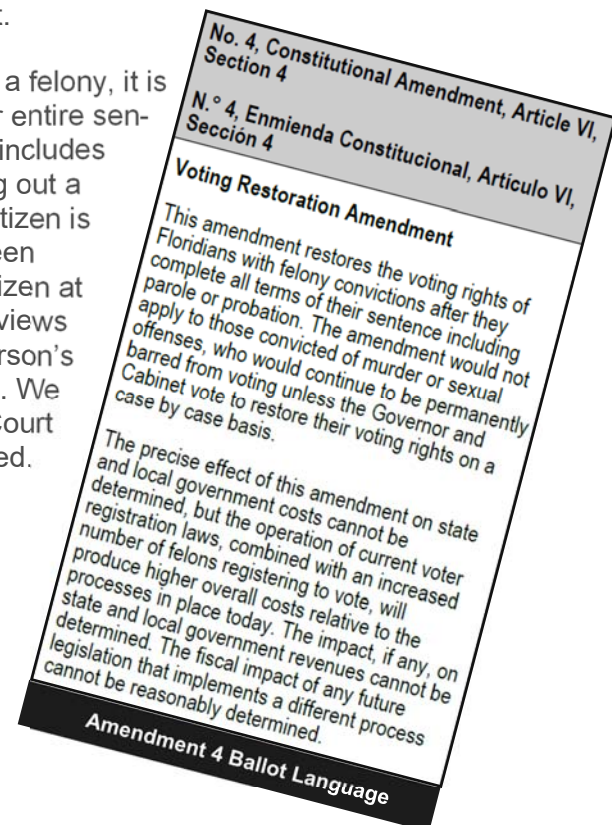 t.
a felony, it is
r entire sen-
includes
g out a
tizen is
een
izen at
views
rson's
. We
Court
ed.
No. 4, Constitutional Amendment, Article VI,
Section 4
N.° 4, Enmienda Constitucional, Artículo VI,
Sección 4
Voting Restoration Amendment
This amendment restores the voting rights of
Floridians with felony convictions after they
complete all terms of their sentence including
parole or probation. The amendment would not
apply to those convicted of murder or sexual
offenses, who would continue to be permanently
barred from voting unless the Governor and
Cabinet vote to restore their voting rights on a
case by case basis.
The precise effect of this amendment on state
and local government costs cannot be
determined, but the operation of current voter
registration laws, combined with an increased
number of felons registering to vote, will
produce higher overall costs relative to the
processes in place today. The impact, if any, on
state and local government revenues cannot be
determined. The fiscal impact of any future
legislation that implements a different process
cannot be reasonably determined.
Amendment 4 Ballot Language